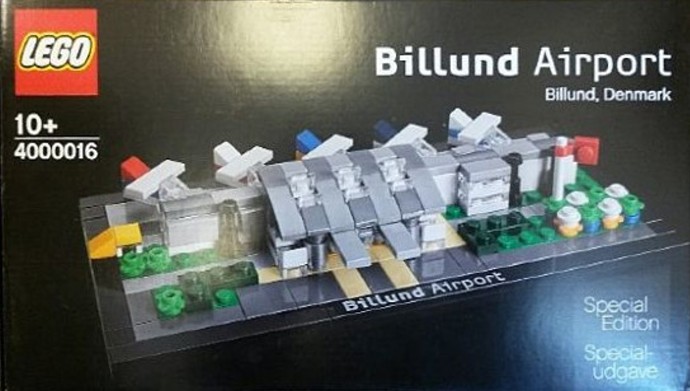 LEGO
Billund Airport
Billund, Denmark
10+
4000016
Billund Airport
Special
Edition
Special-
udgave